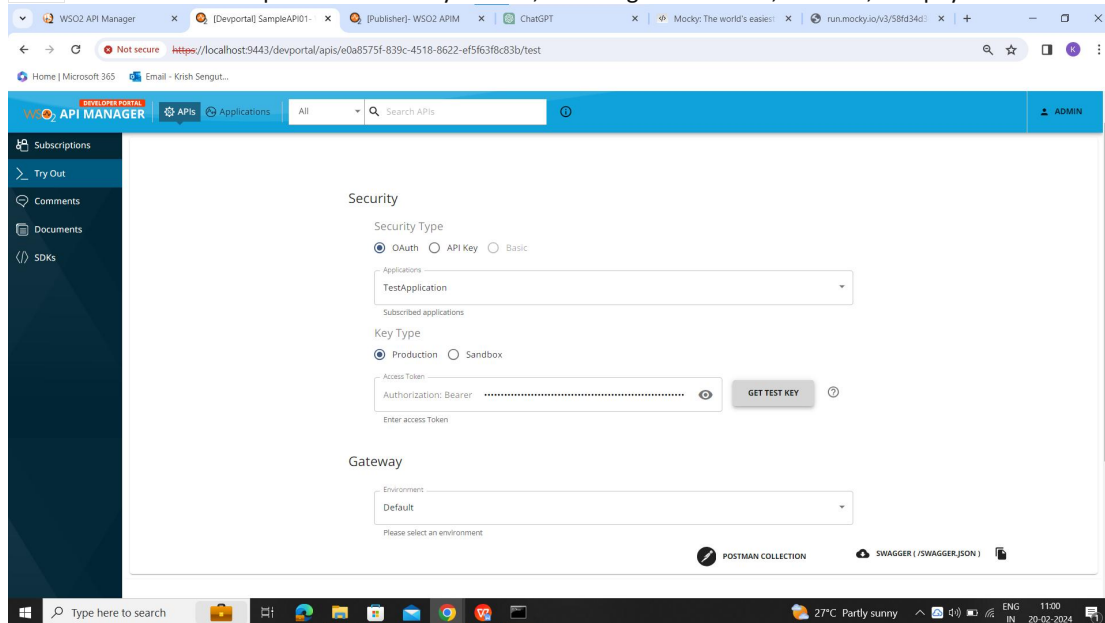 WSO2 API Manager
[Devportal] SampleAPI01-
[Publisher]- WSO2 APIM
ChatGPT
Mocky: The world's easiest
run.mocky.io/v3/58fd34d
Not secure https://localhost:9443/devportal/apis/e0a8575f-839c-4518-8622-ef5f63f8c83b/test
K
Home | Microsoft 365
Email - Krish Sengut...
DEVELOPER PORTAL
WSO2 API MANAGER
APIs
Applications
All
Search APIs
ADMIN
Subscriptions
Try Out
Comments
Documents
SDKs
Security
Security Type
OAuth
API Key
Basic
Applications
TestApplication
Subscribed applications
Key Type
Production
Sandbox
Access Token
Authorization: Bearer
GET TEST KEY
Enter access Token
Gateway
Environment
Default
Please select an environment
POSTMAN COLLECTION
SWAGGER ( /SWAGGER.JSON )
Type here to search
27°C Partly sunny
ENG
IN
11:00
20-02-2024